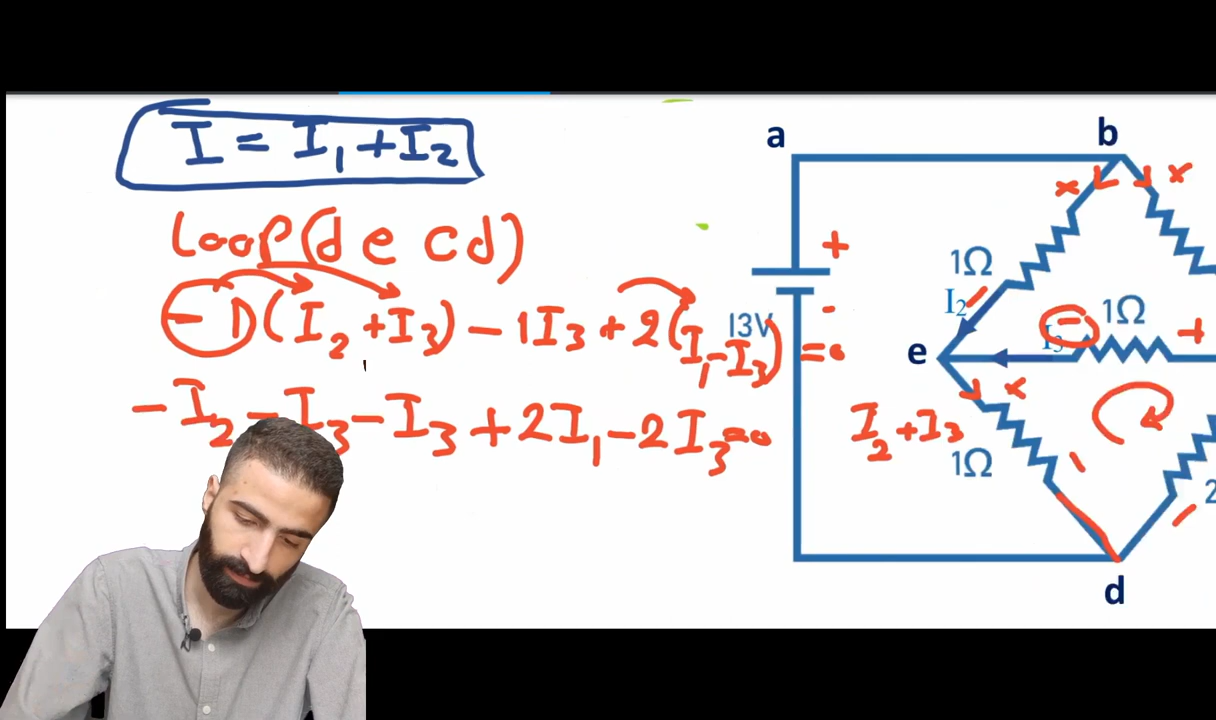 I = I₁ + I₂
Loop(d e c d)
- 1(I₂ + I₃) - 1I₃ + 2(I₁ - I₃) = 0
- I₂ - I₃ - I₃ + 2I₁ - 2I₃ = 0
a
b
+
-
13V
x
x
1Ω
I₂
-
-
1Ω
+
e
I₃
x
I₂ + I₃
1Ω
-
2
d